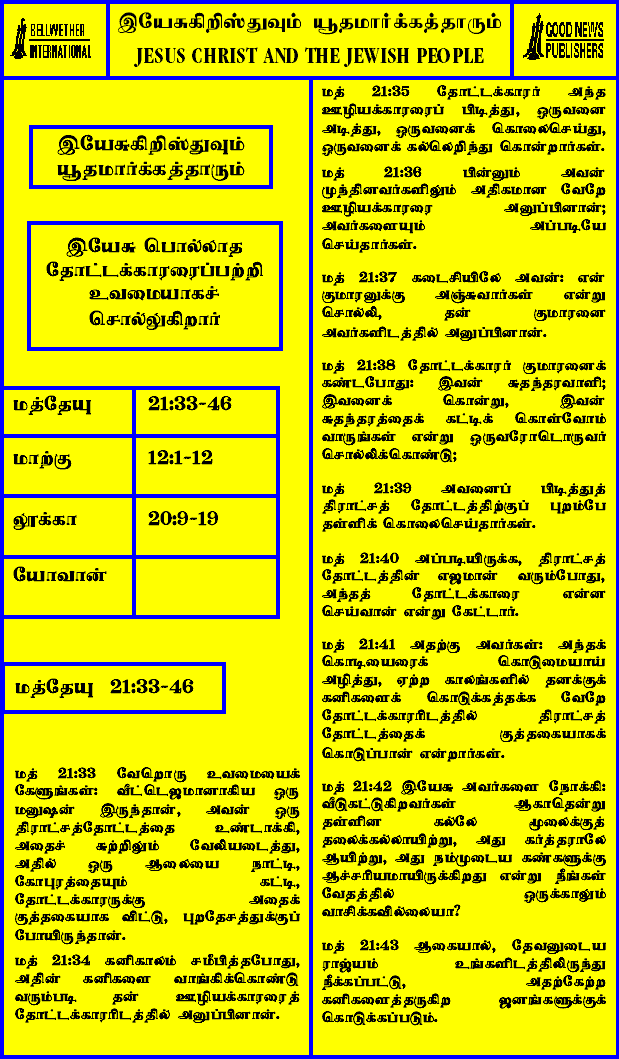 BELLWETHER
INTERNATIONAL
இயேசுகிறிஸ்துவும் யூதமார்க்கத்தாரும்
JESUS CHRIST AND THE JEWISH PEOPLE
GOOD NEWS
PUBLISHERS
இயேசுகிறிஸ்துவும்
யூதமார்க்கத்தாரும்
இயேசு பொல்லாத
தோட்டக்காரரைப்பற்றி
உவமையாகச்
சொல்லுகிறார்
மத்தேயு 21:33-46
மாற்கு 12:1-12
லூக்கா 20:9-19
யோவான்
மத்தேயு 21:33-46
மத் 21:33 வேறொரு உவமையைக்
கேளுங்கள்: வீட்டெஜமானாகிய ஒரு
மனுஷன் இருந்தான், அவன் ஒரு
திராட்சத்தோட்டத்தை உண்டாக்கி,
அதைச் சுற்றிலும் வேலியடைத்து,
அதில் ஒரு ஆலையை நாட்டி,
கோபுரத்தையும் கட்டி,
தோட்டக்காரருக்கு அதைக்
குத்தகையாக விட்டு, புறதேசத்துக்குப்
போயிருந்தான்.
மத் 21:34 கனிகாலம் சமீபித்தபோது,
அதின் கனிகளை வாங்கிக்கொண்டு
வரும்படி தன் ஊழியக்காரரைத்
தோட்டக்காரரிடத்தில் அனுப்பினான்.
மத் 21:35 தோட்டக்காரர் அந்த
ஊழியக்காரரைப் பிடித்து, ஒருவனை
அடித்து, ஒருவனைக் கொலைசெய்து,
ஒருவனைக் கல்லெறிந்து கொன்றார்கள்.
மத் 21:36 பின்னும் அவன்
முந்தினவர்களிலும் அதிகமான வேறே
ஊழியக்காரரை அனுப்பினான்;
அவர்களையும் அப்படியே
செய்தார்கள்.
மத் 21:37 கடைசியிலே அவன்: என்
குமாரனுக்கு அஞ்சுவார்கள் என்று
சொல்லி, தன் குமாரனை
அவர்களிடத்தில் அனுப்பினான்.
மத் 21:38 தோட்டக்காரர் குமாரனைக்
கண்டபோது: இவன் சுதந்தரவாளி;
இவனைக் கொன்று, இவன்
சுதந்தரத்தைக் கட்டிக் கொள்வோம்
வாருங்கள் என்று ஒருவரோடொருவர்
சொல்லிக்கொண்டு;
மத் 21:39 அவனைப் பிடித்துத்
திராட்சத் தோட்டத்திற்குப் புறம்பே
தள்ளிக் கொலைசெய்தார்கள்.
மத் 21:40 அப்படியிருக்க, திராட்சத்
தோட்டத்தின் எஜமான் வரும்போது,
அந்தத் தோட்டக்காரரை என்ன
செய்வான் என்று கேட்டார்.
மத் 21:41 அதற்கு அவர்கள்: அந்தக்
கொடியையரைக் கொடுமையாய்
அழித்து, ஏற்ற காலங்களில் தனக்குக்
கனிகளைக் கொடுக்கத்தக்க வேறே
தோட்டக்காரரிடத்தில் திராட்சத்
தோட்டத்தைக் குத்தகையாகக்
கொடுப்பான் என்றார்கள்.
மத் 21:42 இயேசு அவர்களை நோக்கி:
வீடுகட்டுகிறவர்கள் ஆகாதென்று
தள்ளின கல்லே மூலைக்குத்
தலைக்கல்லாயிற்று, அது கர்த்தராலே
ஆயிற்று, அது நம்முடைய கண்களுக்கு
ஆச்சரியமாயிருக்கிறது என்று நீங்கள்
வேதத்தில் ஒருக்காலும்
வாசிக்கவில்லையா?
மத் 21:43 ஆகையால், தேவனுடைய
ராஜ்யம் உங்களிடத்திலிருந்து
நீக்கப்பட்டு, அதற்கேற்ற
கனிகளைத்தருகிற ஜனங்களுக்குக்
கொடுக்கப்படும்.